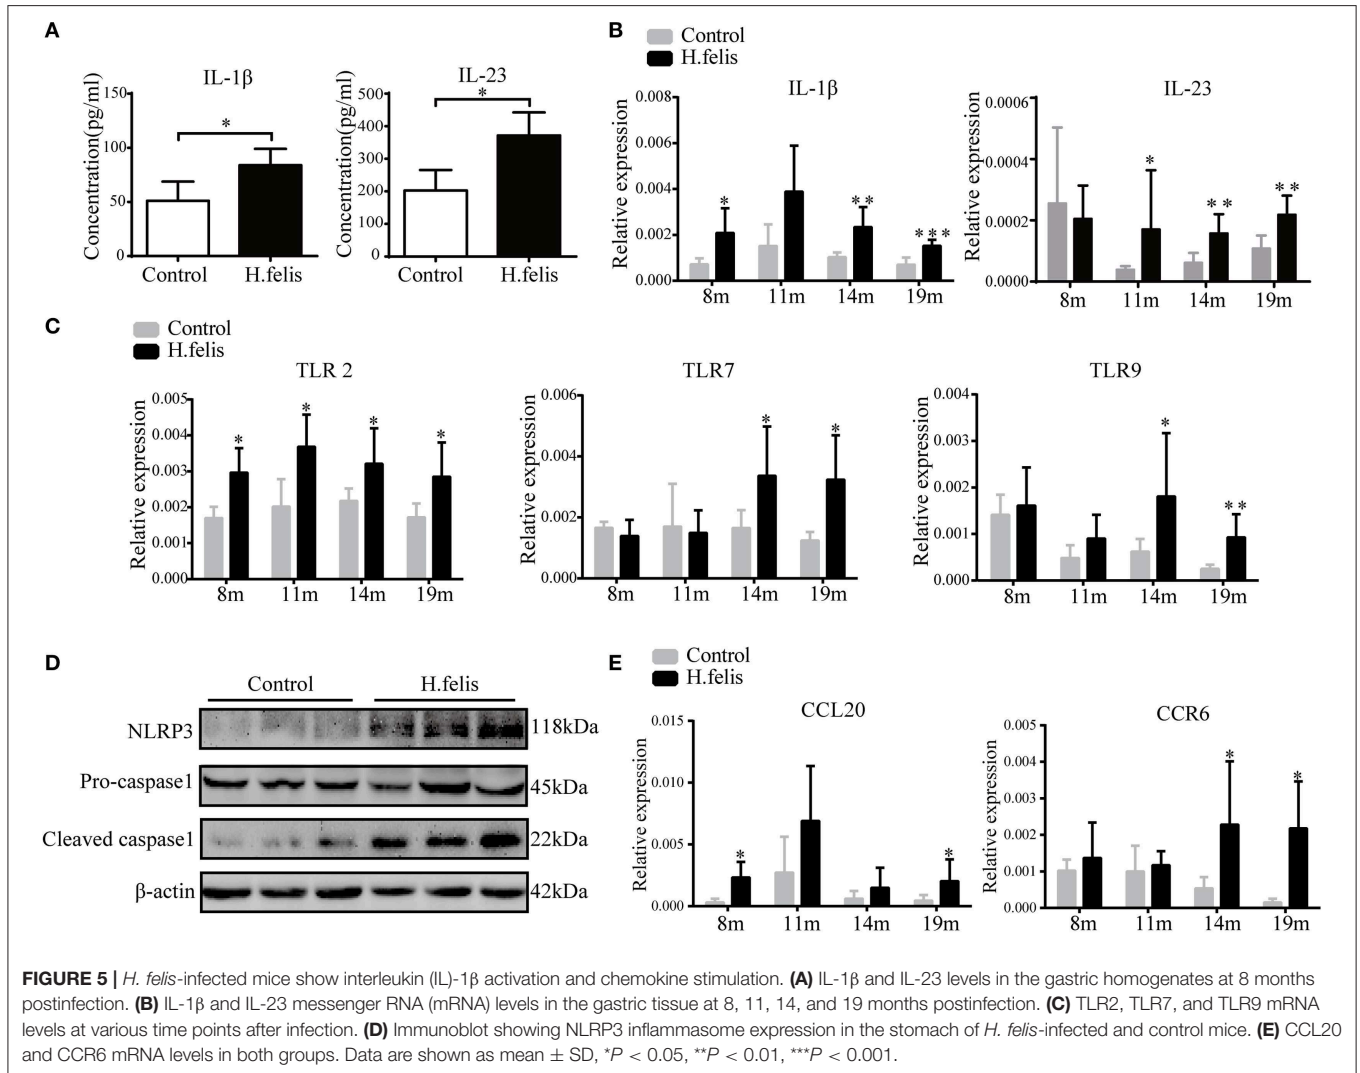 A
IL-1β
Concentration(pg/ml)
150
100
50
0
*
Control
H.felis
IL-23
Concentration(pg/ml)
500
400
300
200
100
0
*
Control
H.felis
B
Control
H.felis
IL-1β
Relative expression
0.008
0.006
0.004
0.002
0.000
*
**
***
8m
11m
14m
19m
IL-23
Relative expression
0.0006
0.0004
0.0002
0.0000
*
**
**
8m
11m
14m
19m
C
Control
H.felis
TLR 2
Relative expression
0.005
0.004
0.003
0.002
0.001
0.000
*
*
*
*
8m
11m
14m
19m
TLR7
Relative expression
0.006
0.004
0.002
0.000
*
*
8m
11m
14m
19m
TLR9
Relative expression
0.004
0.003
0.002
0.001
0.000
*
**
8m
11m
14m
19m
D
Control
H.felis
NLRP3
118kDa
Pro-caspase1
45kDa
Cleaved caspase1
22kDa
β-actin
42kDa
E
Control
H.felis
CCL20
Relative expression
0.015
0.010
0.005
0.000
*
*
8m
11m
14m
19m
CCR6
Relative expression
0.005
0.004
0.003
0.002
0.001
0.000
*
*
8m
11m
14m
19m
FIGURE 5 | H. felis-infected mice show interleukin (IL)-1β activation and chemokine stimulation. (A) IL-1β and IL-23 levels in the gastric homogenates at 8 months
postinfection. (B) IL-1β and IL-23 messenger RNA (mRNA) levels in the gastric tissue at 8, 11, 14, and 19 months postinfection. (C) TLR2, TLR7, and TLR9 mRNA
levels at various time points after infection. (D) Immunoblot showing NLRP3 inflammasome expression in the stomach of H. felis-infected and control mice. (E) CCL20
and CCR6 mRNA levels in both groups. Data are shown as mean ± SD, *P < 0.05, **P < 0.01, ***P < 0.001.